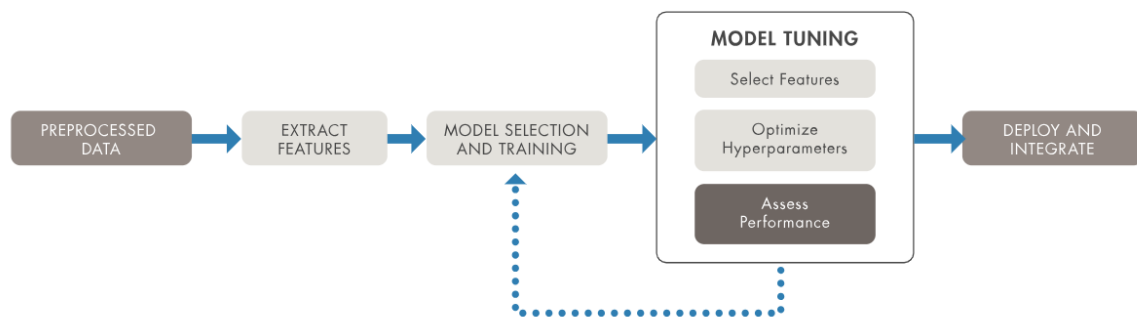 MODEL TUNING
Select Features
PREPROCESSED
DATA
EXTRACT
FEATURES
MODEL SELECTION
AND TRAINING
Optimize
Hyperparameters
DEPLOY AND
INTEGRATE
Assess
Performance